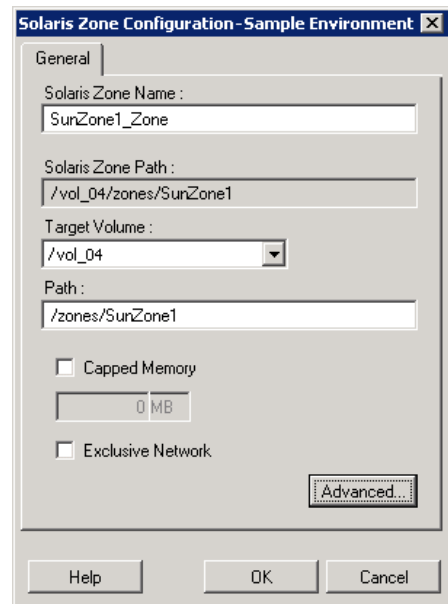 Solaris Zone Configuration-Sample Environment
General
Solaris Zone Name :
SunZone1_Zone
Solaris Zone Path :
/vol_04/zones/SunZone1
Target Volume :
/vol_04
Path :
/zones/SunZone1
Capped Memory
0 MB
Exclusive Network
Advanced...
Help OK Cancel